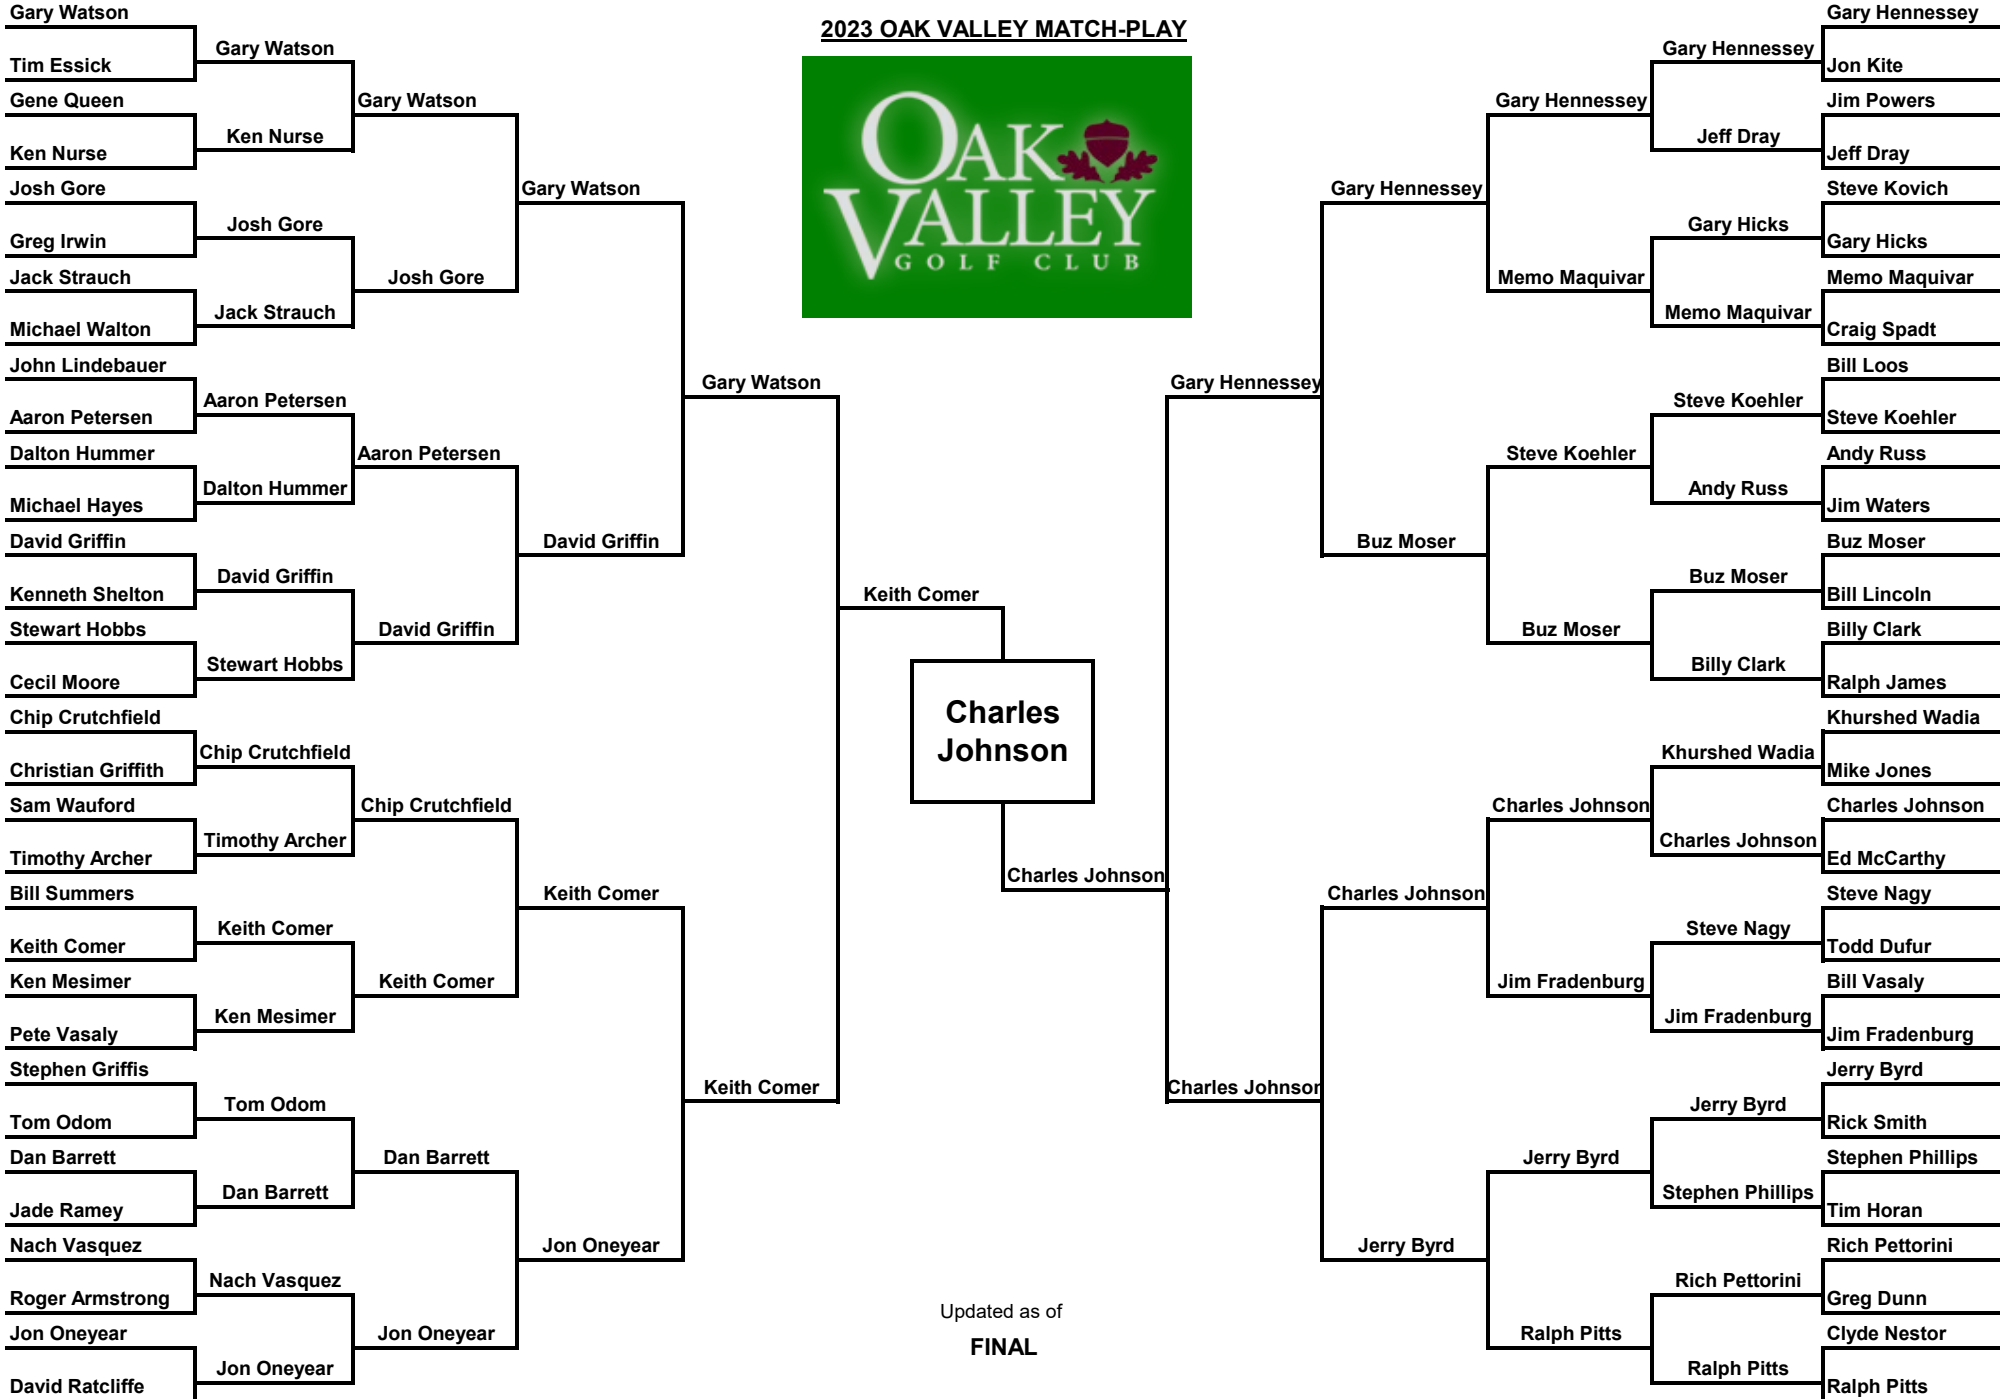 2023 OAK VALLEY MATCH-PLAY
OAK
VALLEY
GOLF CLUB
Gary Watson
Tim Essick
Gene Queen
Ken Nurse
Josh Gore
Greg Irwin
Jack Strauch
Michael Walton
John Lindebauer
Aaron Petersen
Dalton Hummer
Michael Hayes
David Griffin
Kenneth Shelton
Stewart Hobbs
Cecil Moore
Chip Crutchfield
Christian Griffith
Sam Wauford
Timothy Archer
Bill Summers
Keith Comer
Ken Mesimer
Pete Vasaly
Stephen Griffis
Tom Odom
Dan Barrett
Jade Ramey
Nach Vasquez
Roger Armstrong
Jon Oneyear
David Ratcliffe
Gary Watson
Ken Nurse
Josh Gore
Jack Strauch
Aaron Petersen
Dalton Hummer
David Griffin
Stewart Hobbs
Chip Crutchfield
Timothy Archer
Keith Comer
Ken Mesimer
Tom Odom
Dan Barrett
Nach Vasquez
Jon Oneyear
Gary Watson
Josh Gore
Aaron Petersen
David Griffin
Chip Crutchfield
Keith Comer
Dan Barrett
Jon Oneyear
Gary Watson
David Griffin
Keith Comer
Jon Oneyear
Gary Watson
Keith Comer
Keith Comer
Charles
Johnson
Charles Johnson
Updated as of
FINAL
Gary Hennessey
Charles Johnson
Gary Hennessey
Buz Moser
Charles Johnson
Jerry Byrd
Gary Hennessey
Memo Maquivar
Steve Koehler
Buz Moser
Charles Johnson
Jim Fradenburg
Jerry Byrd
Ralph Pitts
Gary Hennessey
Jeff Dray
Gary Hicks
Memo Maquivar
Steve Koehler
Andy Russ
Buz Moser
Billy Clark
Khurshed Wadia
Charles Johnson
Steve Nagy
Jim Fradenburg
Jerry Byrd
Stephen Phillips
Rich Pettorini
Ralph Pitts
Gary Hennessey
Jon Kite
Jim Powers
Jeff Dray
Steve Kovich
Gary Hicks
Memo Maquivar
Craig Spadt
Bill Loos
Steve Koehler
Andy Russ
Jim Waters
Buz Moser
Bill Lincoln
Billy Clark
Ralph James
Khurshed Wadia
Mike Jones
Charles Johnson
Ed McCarthy
Steve Nagy
Todd Dufur
Bill Vasaly
Jim Fradenburg
Jerry Byrd
Rick Smith
Stephen Phillips
Tim Horan
Rich Pettorini
Greg Dunn
Clyde Nestor
Ralph Pitts